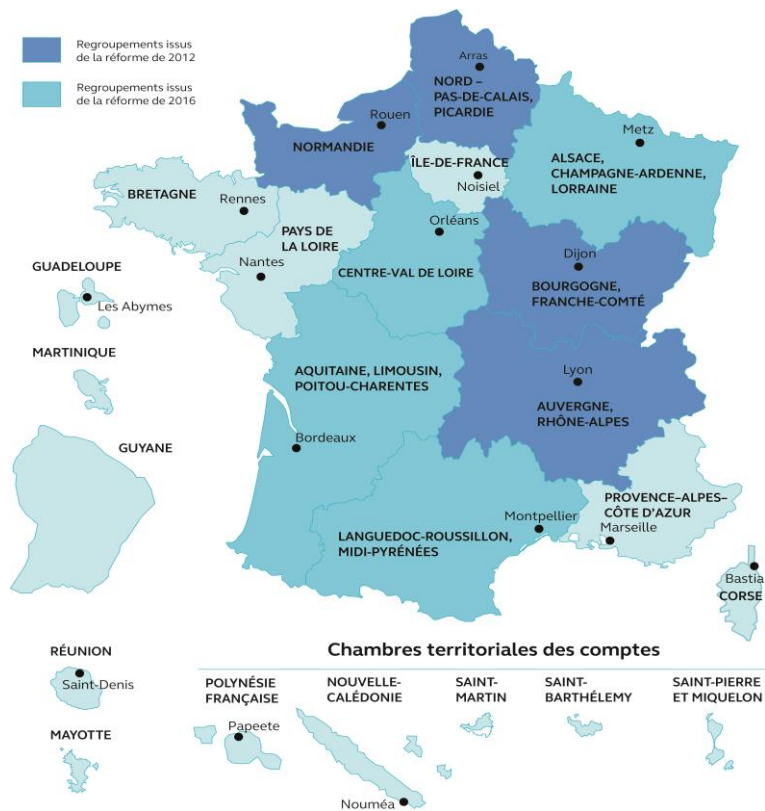 Regroupements issus
de la réforme de 2012
Regroupements issus
de la réforme de 2016
Arras
NORD –
PAS-DE-CALAIS,
PICARDIE
Rouen
NORMANDIE
Metz
ÎLE-DE-FRANCE
Noisiel
ALSACE,
CHAMPAGNE-ARDENNE,
LORRAINE
BRETAGNE
Rennes
PAYS DE
LA LOIRE
Nantes
Orléans
CENTRE-VAL DE LOIRE
Dijon
BOURGOGNE,
FRANCHE-COMTÉ
GUADELOUPE
Les Abymes
MARTINIQUE
AQUITAINE, LIMOUSIN,
POITOU-CHARENTES
Lyon
AUVERGNE,
RHÔNE-ALPES
GUYANE
Bordeaux
PROVENCE–ALPES–
CÔTE D'AZUR
Marseille
Montpellier
LANGUEDOC-ROUSSILLON,
MIDI-PYRÉNÉES
Bastia
CORSE
RÉUNION
Saint-Denis
MAYOTTE
Chambres territoriales des comptes
POLYNÉSIE
FRANÇAISE
Papeete
NOUVELLE-
CALÉDONIE
Nouméa
SAINT-
MARTIN
SAINT-
BARTHÉLEMY
SAINT-PIERRE
ET MIQUELON